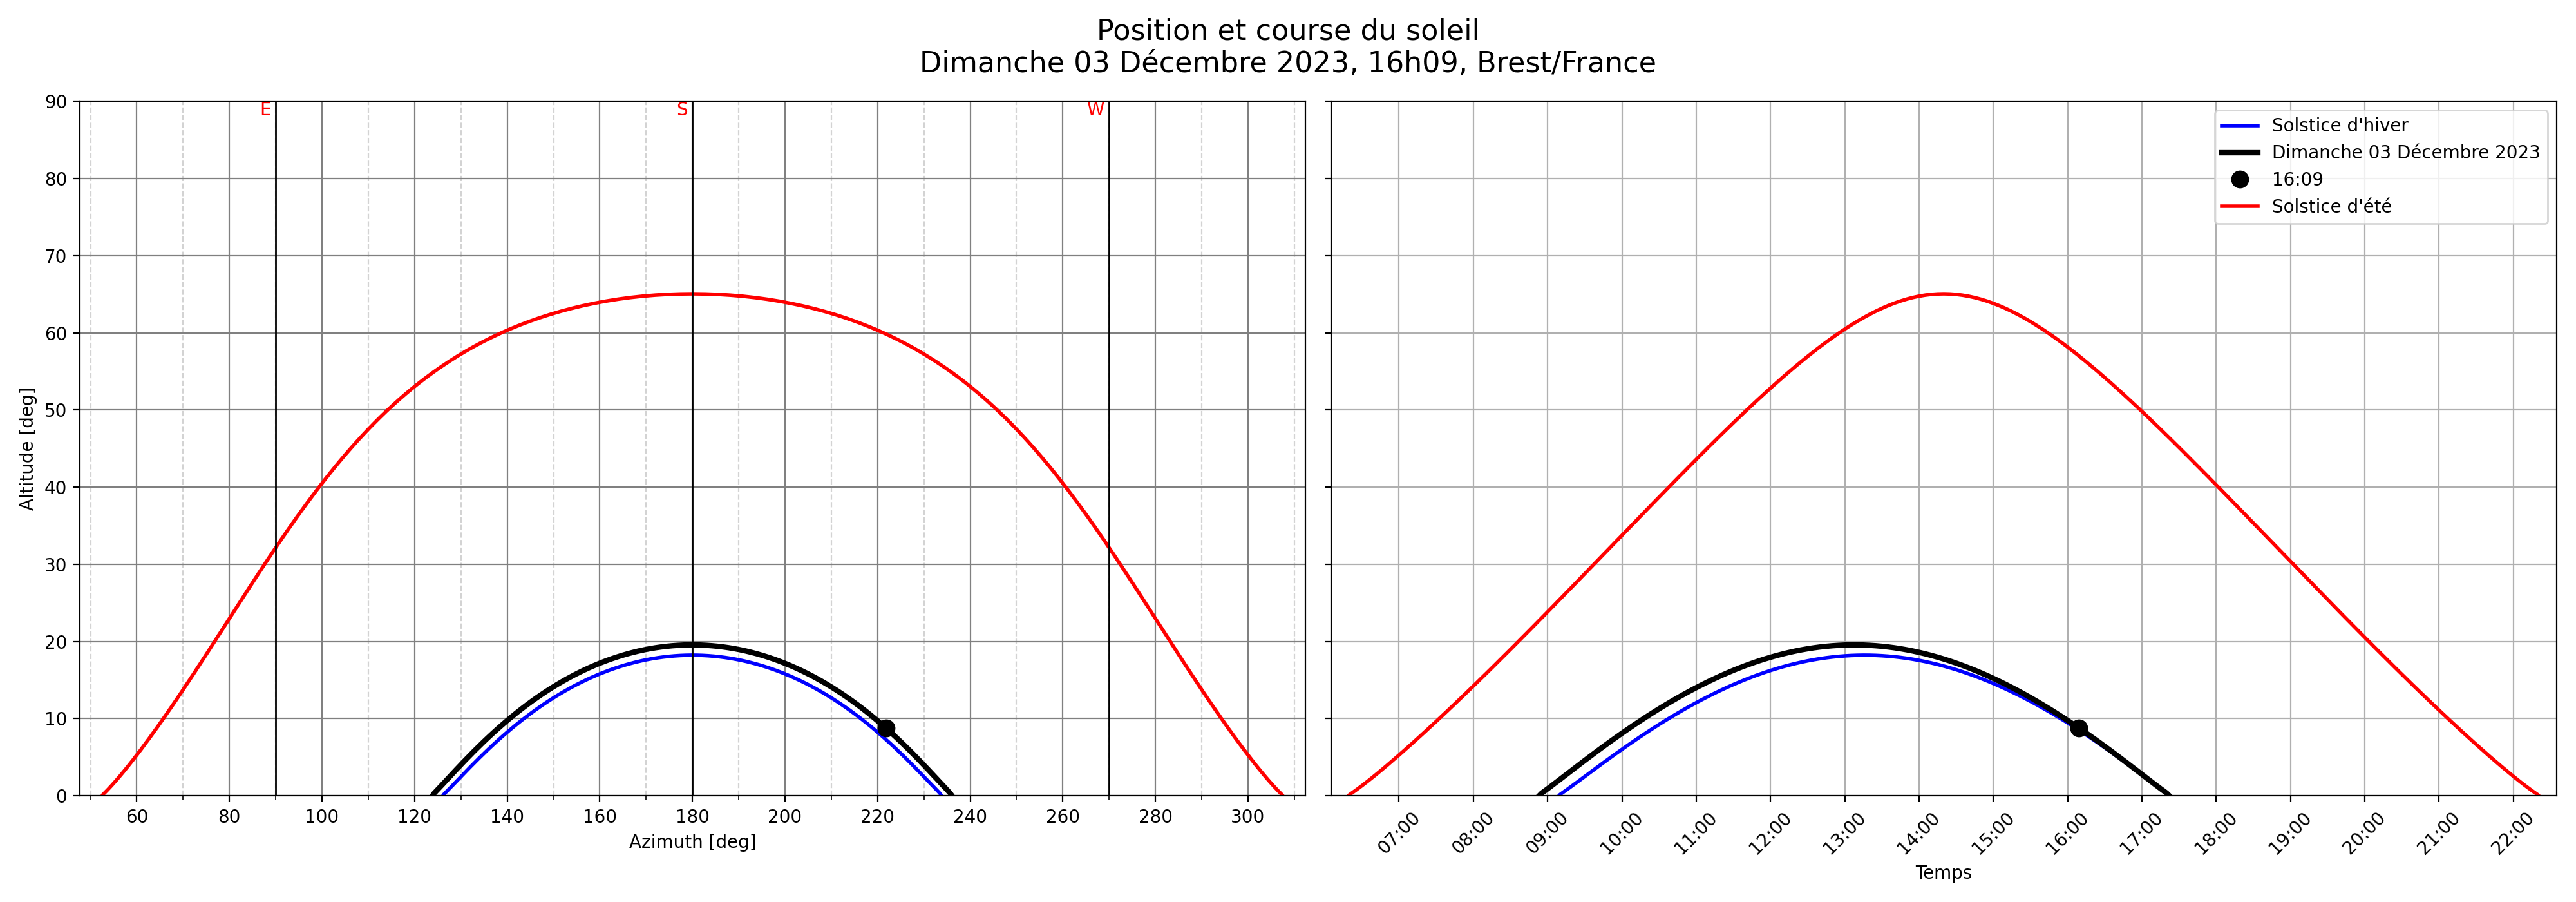 Position et course du soleil
Dimanche 03 Décembre 2023, 16h09, Brest/France
E
S
W
90
80
70
60
50
40
30
20
10
0
Altitude [deg]
60 80 100 120 140 160 180 200 220 240 260 280 300
Azimuth [deg]
Solstice d'hiver
Dimanche 03 Décembre 2023
16:09
Solstice d'été
07:00 08:00 09:00 10:00 11:00 12:00 13:00 14:00 15:00 16:00 17:00 18:00 19:00 20:00 21:00 22:00
Temps